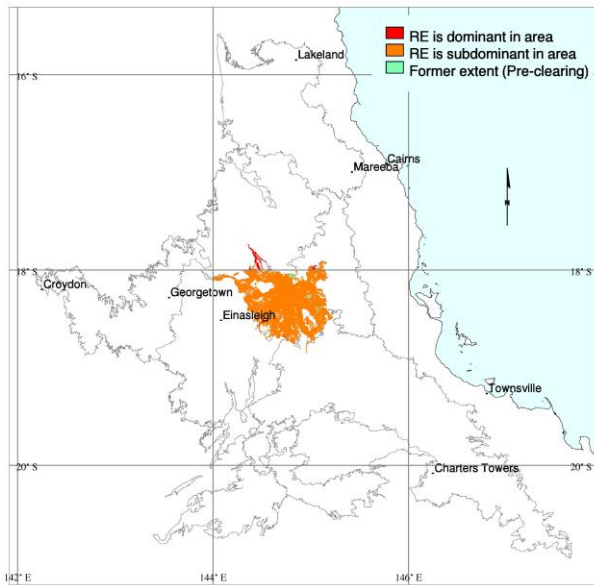 RE is dominant in area
RE is subdominant in area
Former extent (Pre-clearing)
Lakeland
16° S
Cairns
Mareeba
N
18° S
18° S
Croydon
Georgetown
Einasleigh
Townsville
20° S
20° S
Charters Towers
142° E
144° E
146° E